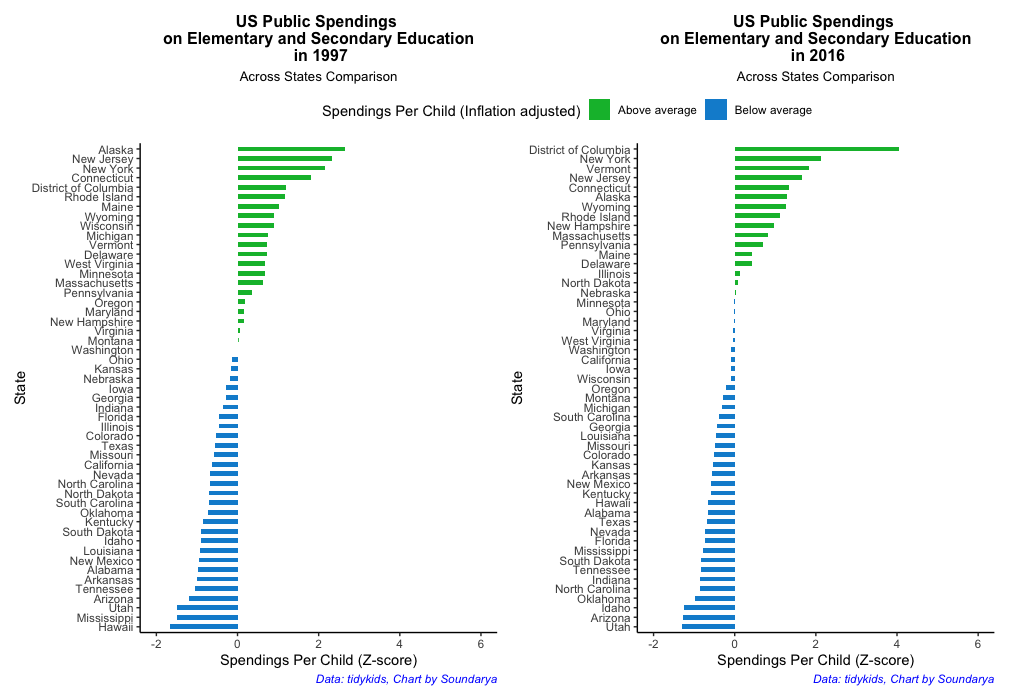 US Public Spendings
on Elementary and Secondary Education
in 1997
Across States Comparison
US Public Spendings
on Elementary and Secondary Education
in 2016
Across States Comparison
Spendings Per Child (Inflation adjusted)
Above average
Below average
State
Alaska
New Jersey
New York
Connecticut
District of Columbia
Rhode Island
Maine
Wyoming
Wisconsin
Michigan
Vermont
Delaware
West Virginia
Minnesota
Massachusetts
Pennsylvania
Oregon
Maryland
New Hampshire
Virginia
Montana
Washington
Ohio
Kansas
Nebraska
Iowa
Georgia
Indiana
Florida
Illinois
Colorado
Texas
Missouri
California
Nevada
North Carolina
North Dakota
South Carolina
Oklahoma
Kentucky
South Dakota
Idaho
Louisiana
New Mexico
Alabama
Arkansas
Tennessee
Arizona
Utah
Mississippi
Hawaii
-2 0 2 4 6
Spendings Per Child (Z-score)
Data: tidykids, Chart by Soundarya
State
District of Columbia
New York
Vermont
New Jersey
Connecticut
Alaska
Wyoming
Rhode Island
New Hampshire
Massachusetts
Pennsylvania
Maine
Delaware
Illinois
North Dakota
Nebraska
Minnesota
Ohio
Maryland
Virginia
West Virginia
Washington
California
Iowa
Wisconsin
Oregon
Montana
Michigan
South Carolina
Georgia
Louisiana
Missouri
Colorado
Kansas
Arkansas
New Mexico
Kentucky
Hawaii
Alabama
Texas
Nevada
Florida
Mississippi
South Dakota
Tennessee
Indiana
North Carolina
Oklahoma
Idaho
Arizona
Utah
-2 0 2 4 6
Spendings Per Child (Z-score)
Data: tidykids, Chart by Soundarya